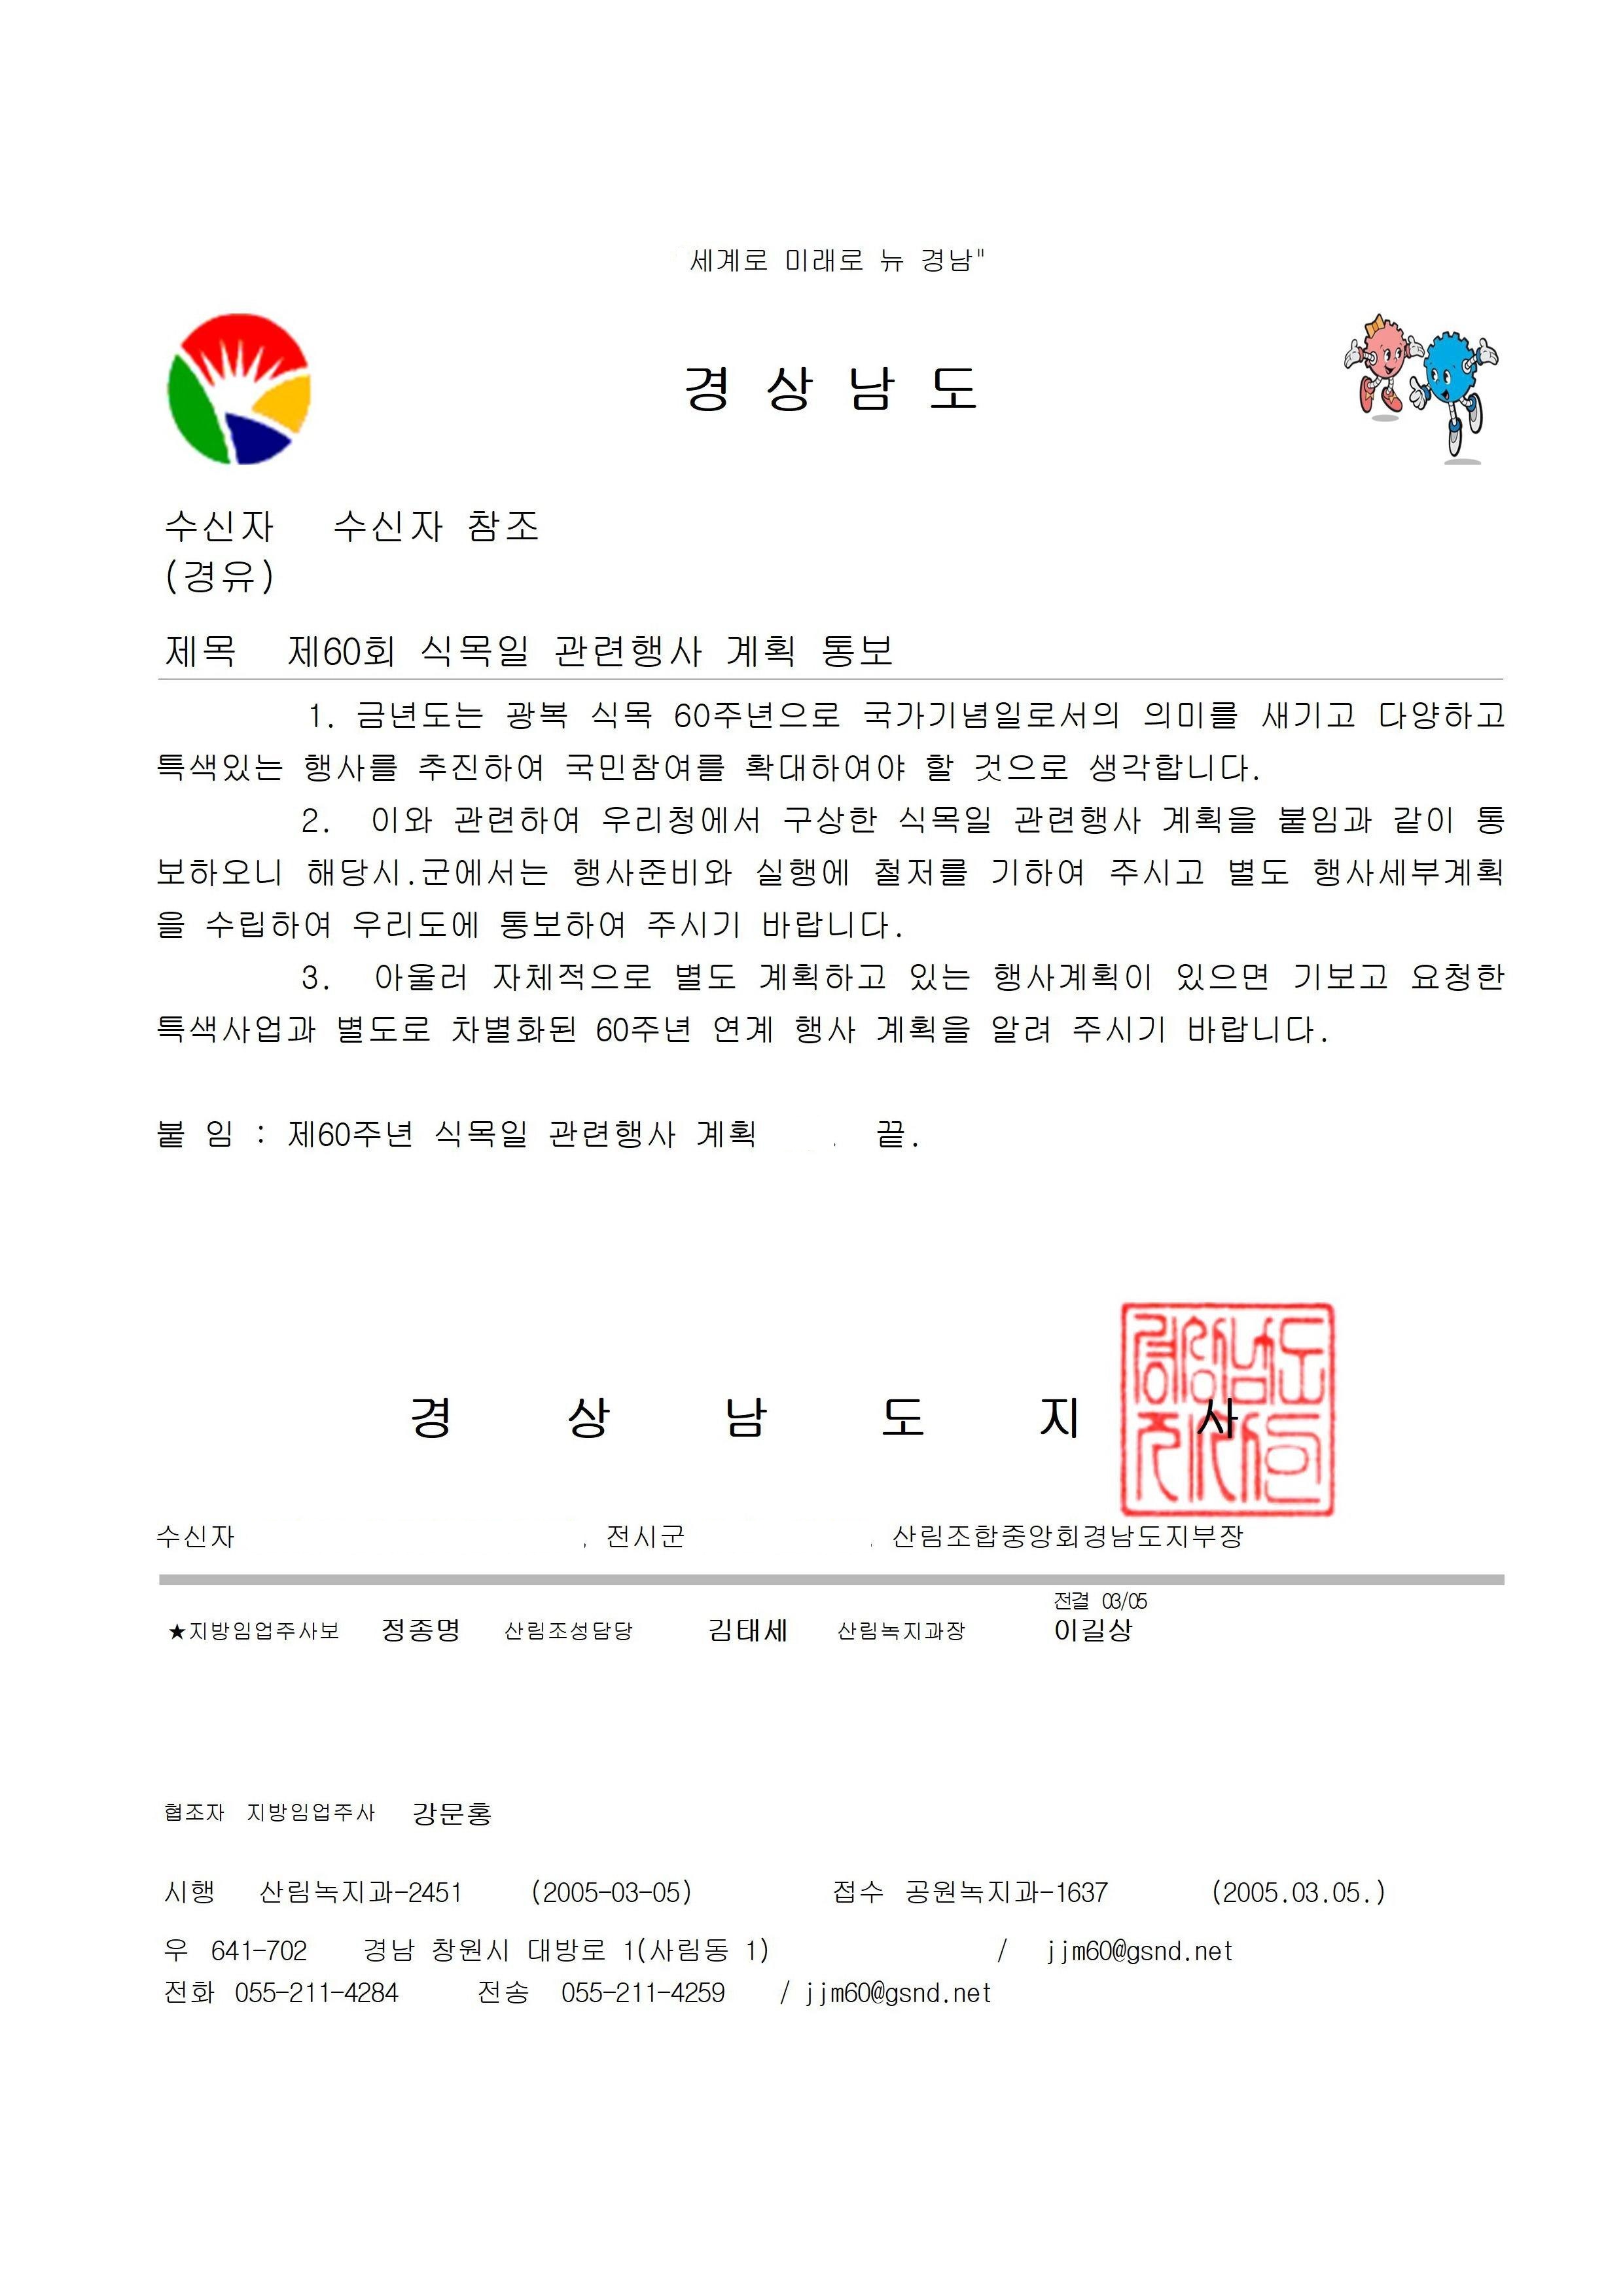 세계로 미래로 뉴 경남"
경 상 남 도
수신자 수신자 참조
(경유)
제목 제60회 식목일 관련행사 계획 통보
1. 금년도는 광복 식목 60주년으로 국가기념일로서의 의미를 새기고 다양하고
특색있는 행사를 추진하여 국민참여를 확대하여야 할 것으로 생각합니다.
2. 이와 관련하여 우리청에서 구상한 식목일 관련행사 계획을 붙임과 같이 통
보하오니 해당시.군에서는 행사준비와 실행에 철저를 기하여 주시고 별도 행사세부계획
을 수립하여 우리도에 통보하여 주시기 바랍니다.
3. 아울러 자체적으로 별도 계획하고 있는 행사계획이 있으면 기보고 요청한
특색사업과 별도로 차별화된 60주년 연계 행사 계획을 알려 주시기 바랍니다.
붙 임 : 제60주년 식목일 관련행사 계획 . 끝.
경 상 남 도 지 사
수신자 , 전시군 , 산림조합중앙회경남도지부장
전결 03/05
★지방임업주사보 정종명 산림조성담당 김태세 산림녹지과장 이길상
협조자 지방임업주사 강문홍
시행 산림녹지과-2451 (2005-03-05) 접수 공원녹지과-1637 (2005.03.05.)
우 641-702 경남 창원시 대방로 1(사림동 1) / jjm60@gsnd.net
전화 055-211-4284 전송 055-211-4259 / jjm60@gsnd.net